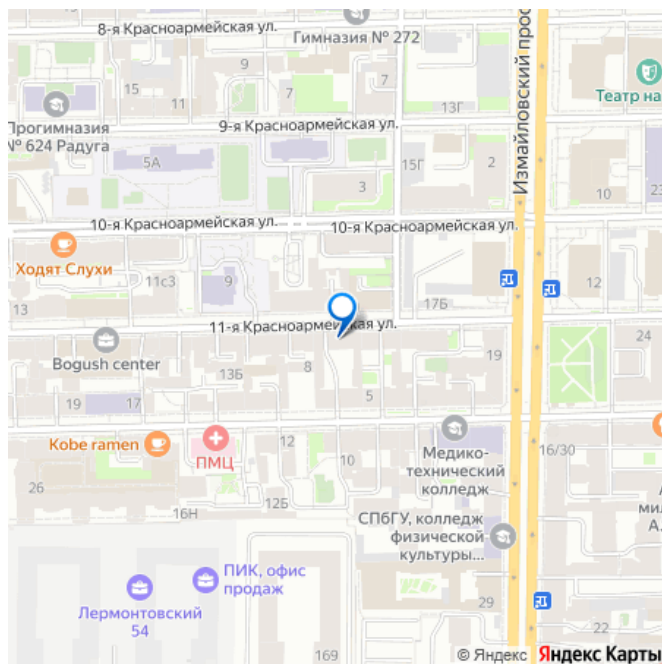 8-я Красноармейская ул.
Гимназия № 272
Измайловский прос
9
7
Театр на
15
11
7
13Г
Прогимназия
№ 624 Радуга
9-я Красноармейская ул.
5А
15Г
2
3
10
23
10-я Красноармейская ул.
10-я Красноармейская ул.
Ходят Слухи
11с3
9
12
13
17Б
11-я Красноармейская ул.
24
Bogush center
19
13Б
8
19
17
5
Kobe ramen
ПМЦ
12
10
Медико-
технический
колледж
16/30
26
12Б
16Н
СПбГУ, колледж
физической
культуры...
мил
А.
ПИК, офис
продаж
Лермонтовский
54
29
22
169
© Яндекс Яндекс Карты